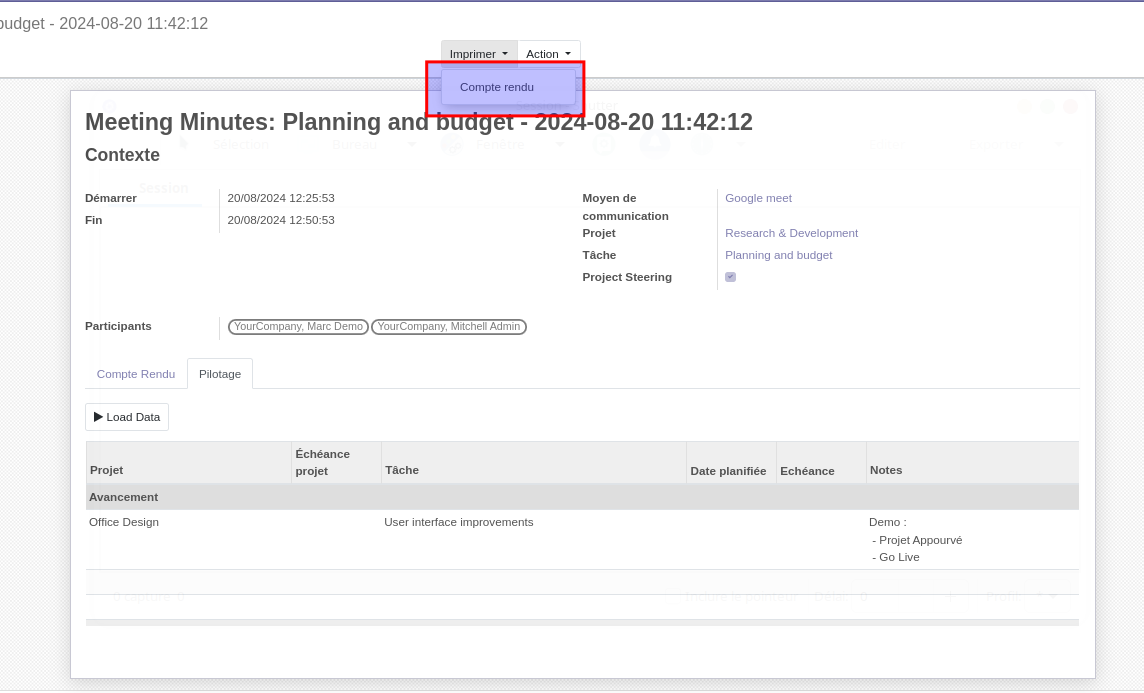 budget - 2024-08-20 11:42:12
Imprimer Action
Compte rendu
Meeting Minutes: Planning and budget - 2024-08-20 11:42:12
Contexte
Session
Démarrer 20/08/2024 12:25:53
Fin 20/08/2024 12:50:53
Moyen de communication Google meet
Projet Research & Development
Tâche Planning and budget
Project Steering
Participants YourCompany, Marc Demo YourCompany, Mitchell Admin
Compte Rendu Pilotage
Load Data
Projet Échéance projet Tâche Date planifiée Echéance Notes
Avancement
Office Design User interface improvements Demo :
- Projet Appourvé
- Go Live